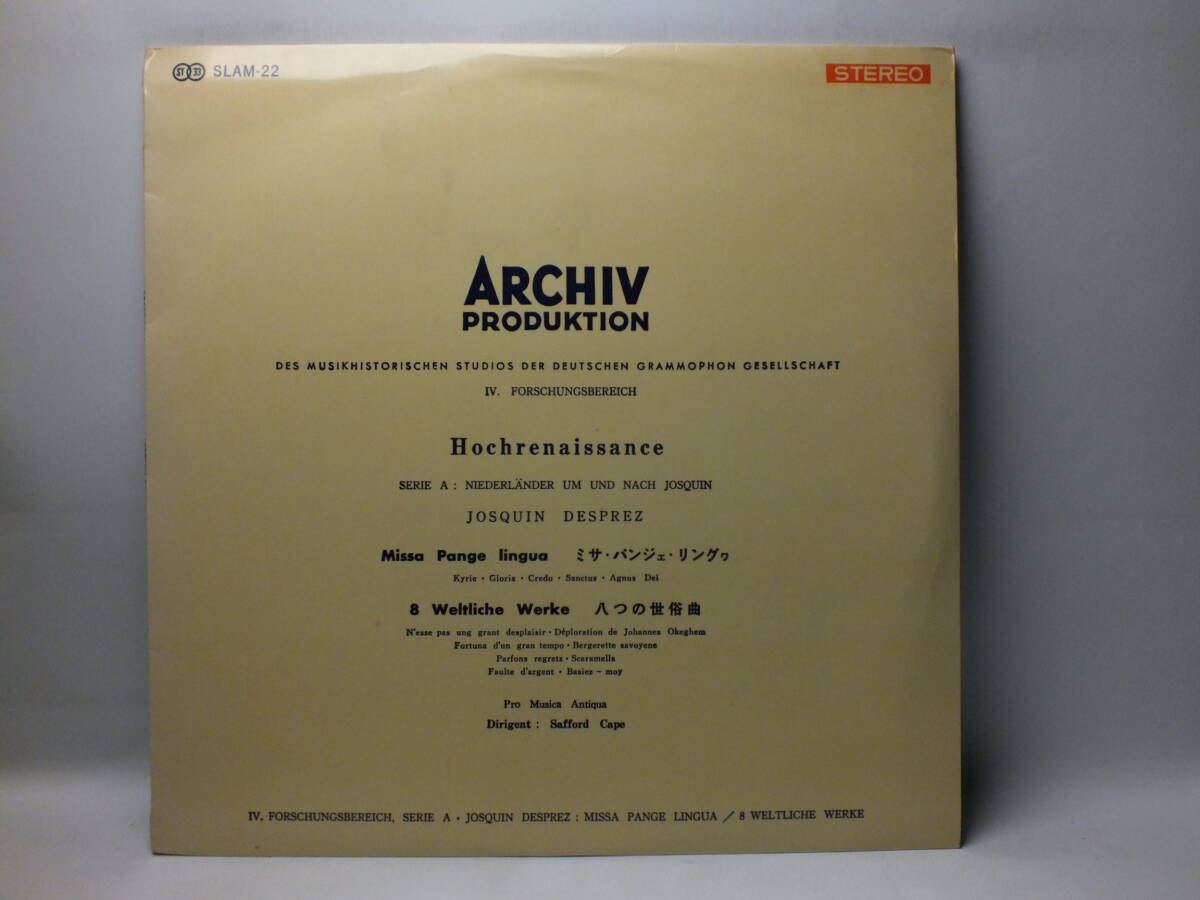 ST 33 SLAM-22
STEREO
ARCHIV
PRODUKTION
DES MUSIKHISTORISCHEN STUDIOS DER DEUTSCHEN GRAMMOPHON GESELLSCHAFT
IV. FORSCHUNGSBEREICH
Hochrenaissance
SERIE A : NIEDERLÄNDER UM UND NACH JOSQUIN
JOSQUIN DESPREZ
Missa Pange lingua ミサ・パンジェ・リングヮ
Kyrie・Gloria・Credo・Sanctus・Agnus Dei
8 Weltliche Werke 八つの世俗曲
N'esse pas ung grant desplaisir・Déploration de Johannes Okeghem
Fortuna d'un gran tempo・Bergerette savoyene
Parfons regretz・Scaramella
Faulte d'argent・Basiez-moy
Pro Musica Antiqua
Dirigent : Safford Cape
IV. FORSCHUNGSBEREICH, SERIE A・JOSQUIN DESPREZ : MISSA PANGE LINGUA／8 WELTLICHE WERKE